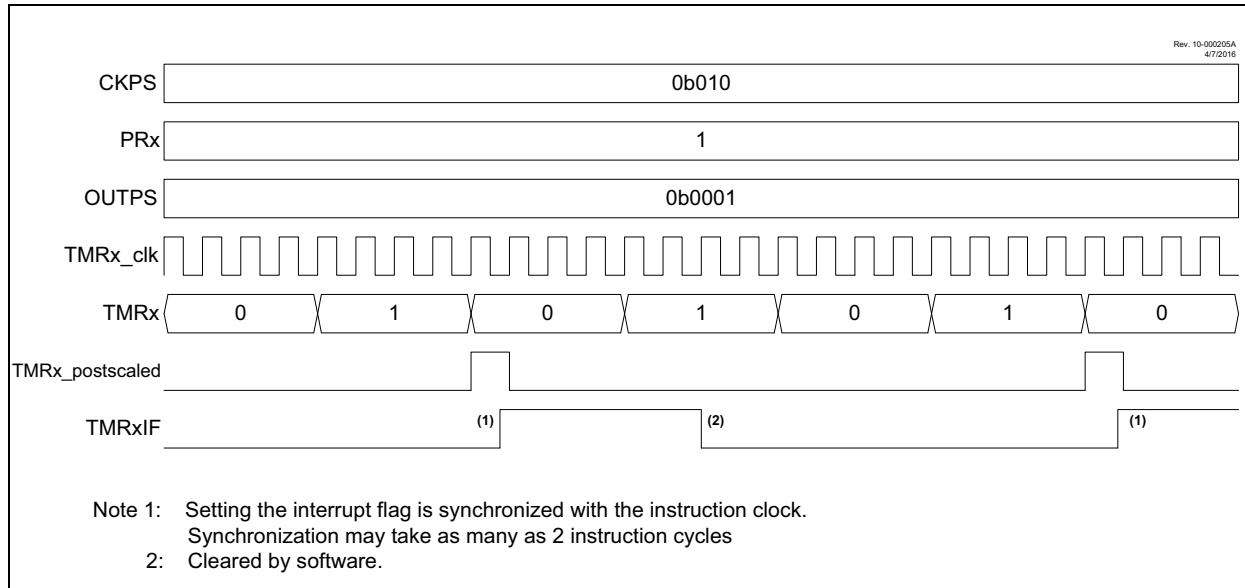 Rev. 10-000205A
4/7/2016
CKPS 0b010
PRx 1
OUTPS 0b0001
TMRx_clk
TMRx 0 1 0 1 0 1 0
TMRx_postscaled
TMRxIF (1) (2) (1)
Note 1: Setting the interrupt flag is synchronized with the instruction clock.
Synchronization may take as many as 2 instruction cycles
2: Cleared by software.